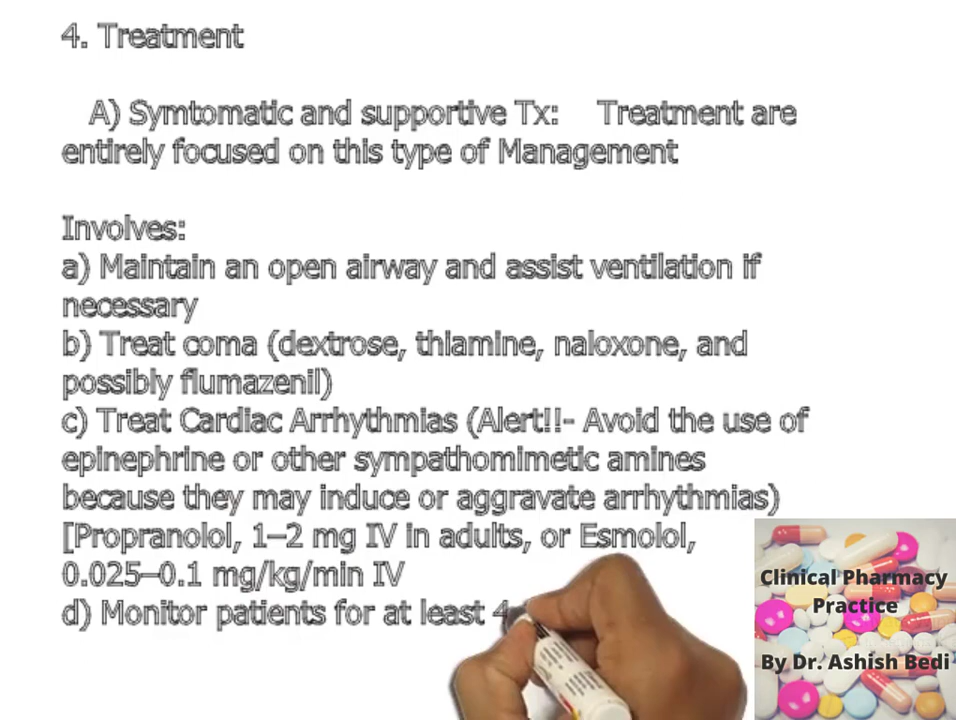 4. Treatment
A) Symtomatic and supportive Tx: Treatment are
entirely focused on this type of Management
Involves:
a) Maintain an open airway and assist ventilation if
necessary
b) Treat coma (dextrose, thiamine, naloxone, and
possibly flumazenil)
c) Treat Cardiac Arrhythmias (Alert!!- Avoid the use of
epinephrine or other sympathomimetic amines
because they may induce or aggravate arrhythmias)
[Propranolol, 1–2 mg IV in adults, or Esmolol,
0.025–0.1 mg/kg/min IV
d) Monitor patients for at least 4
Clinical Pharmacy
Practice
By Dr. Ashish Bedi